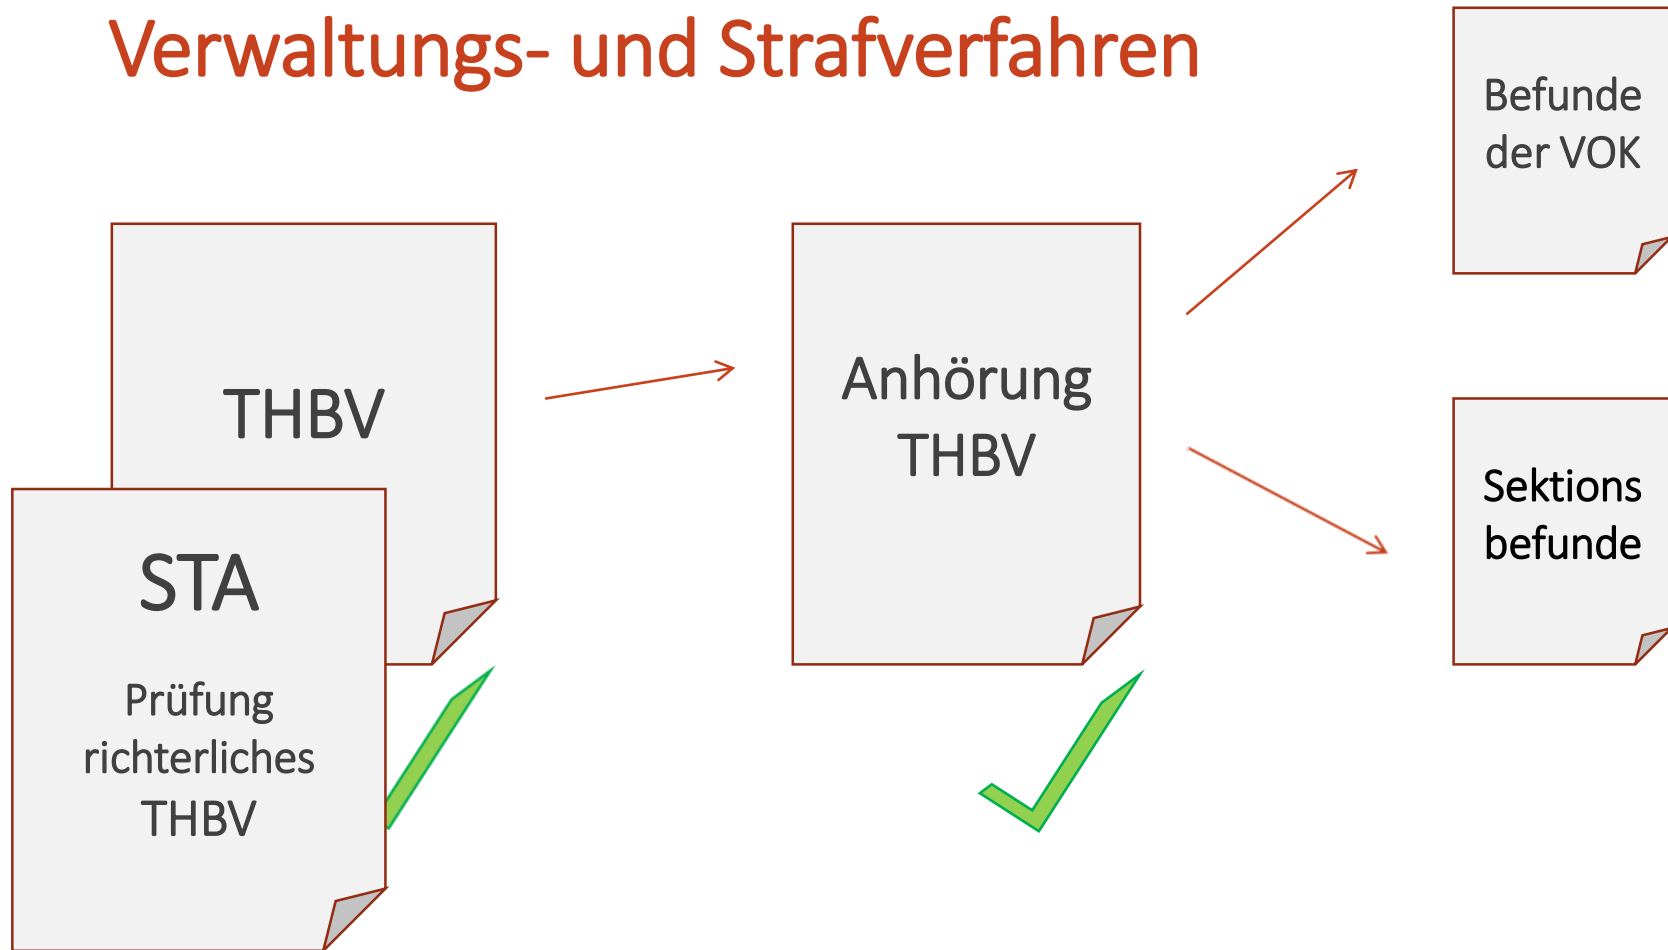 Verwaltungs- und Strafverfahren
Befunde
der VOK
THBV
Anhörung
THBV
Sektions
befunde
STA
Prüfung
richterliches
THBV